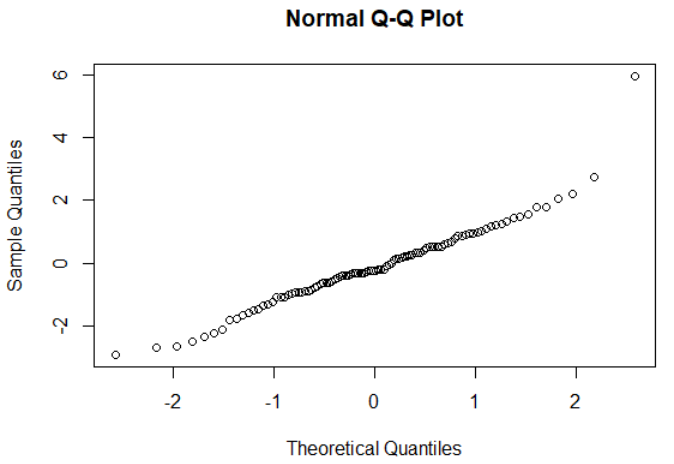 Normal Q-Q Plot
6
4
2
0
-2
Sample Quantiles
-2 -1 0 1 2
Theoretical Quantiles